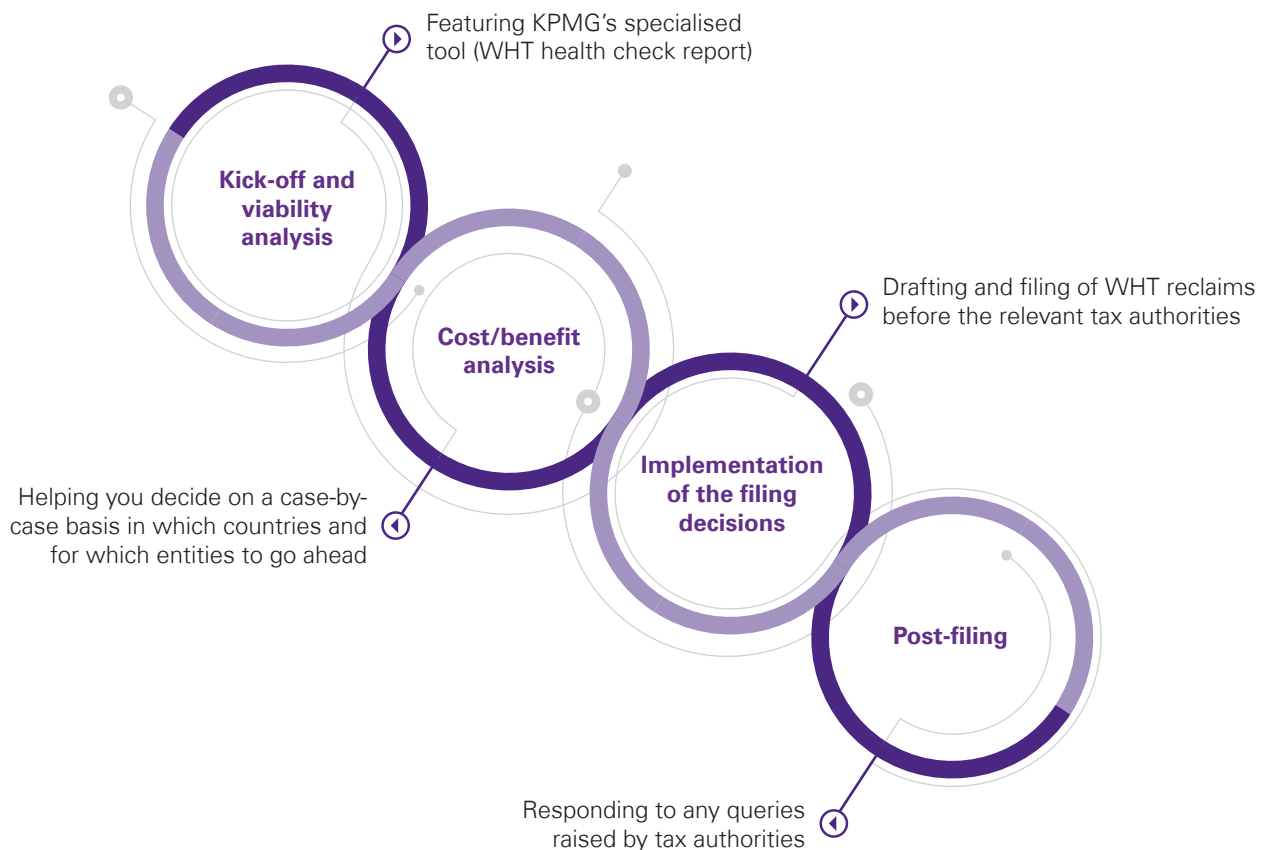 Featuring KPMG's specialised
tool (WHT health check report)
Kick-off and
viability
analysis
Cost/benefit
analysis
Drafting and filing of WHT reclaims
before the relevant tax authorities
Helping you decide on a case-by-
case basis in which countries and
for which entities to go ahead
Implementation
of the filing
decisions
Post-filing
Responding to any queries
raised by tax authorities